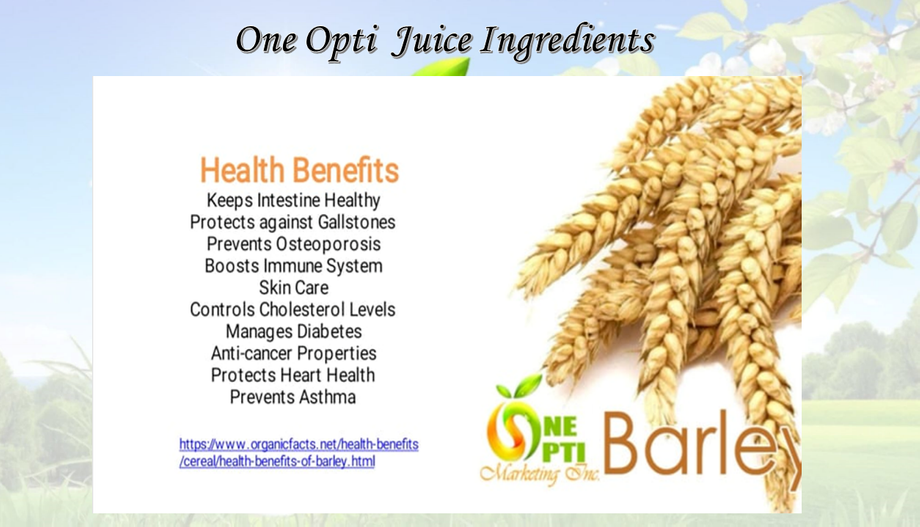 One Opti Juice Ingredients
Health Benefits
Keeps Intestine Healthy
Protects against Gallstones
Prevents Osteoporosis
Boosts Immune System
Skin Care
Controls Cholesterol Levels
Manages Diabetes
Anti-cancer Properties
Protects Heart Health
Prevents Asthma
https://www.organicfacts.net/health-benefits
/cereal/health-benefits-of-barley.html
ONE
OPTI
Marketing Inc.
Barley